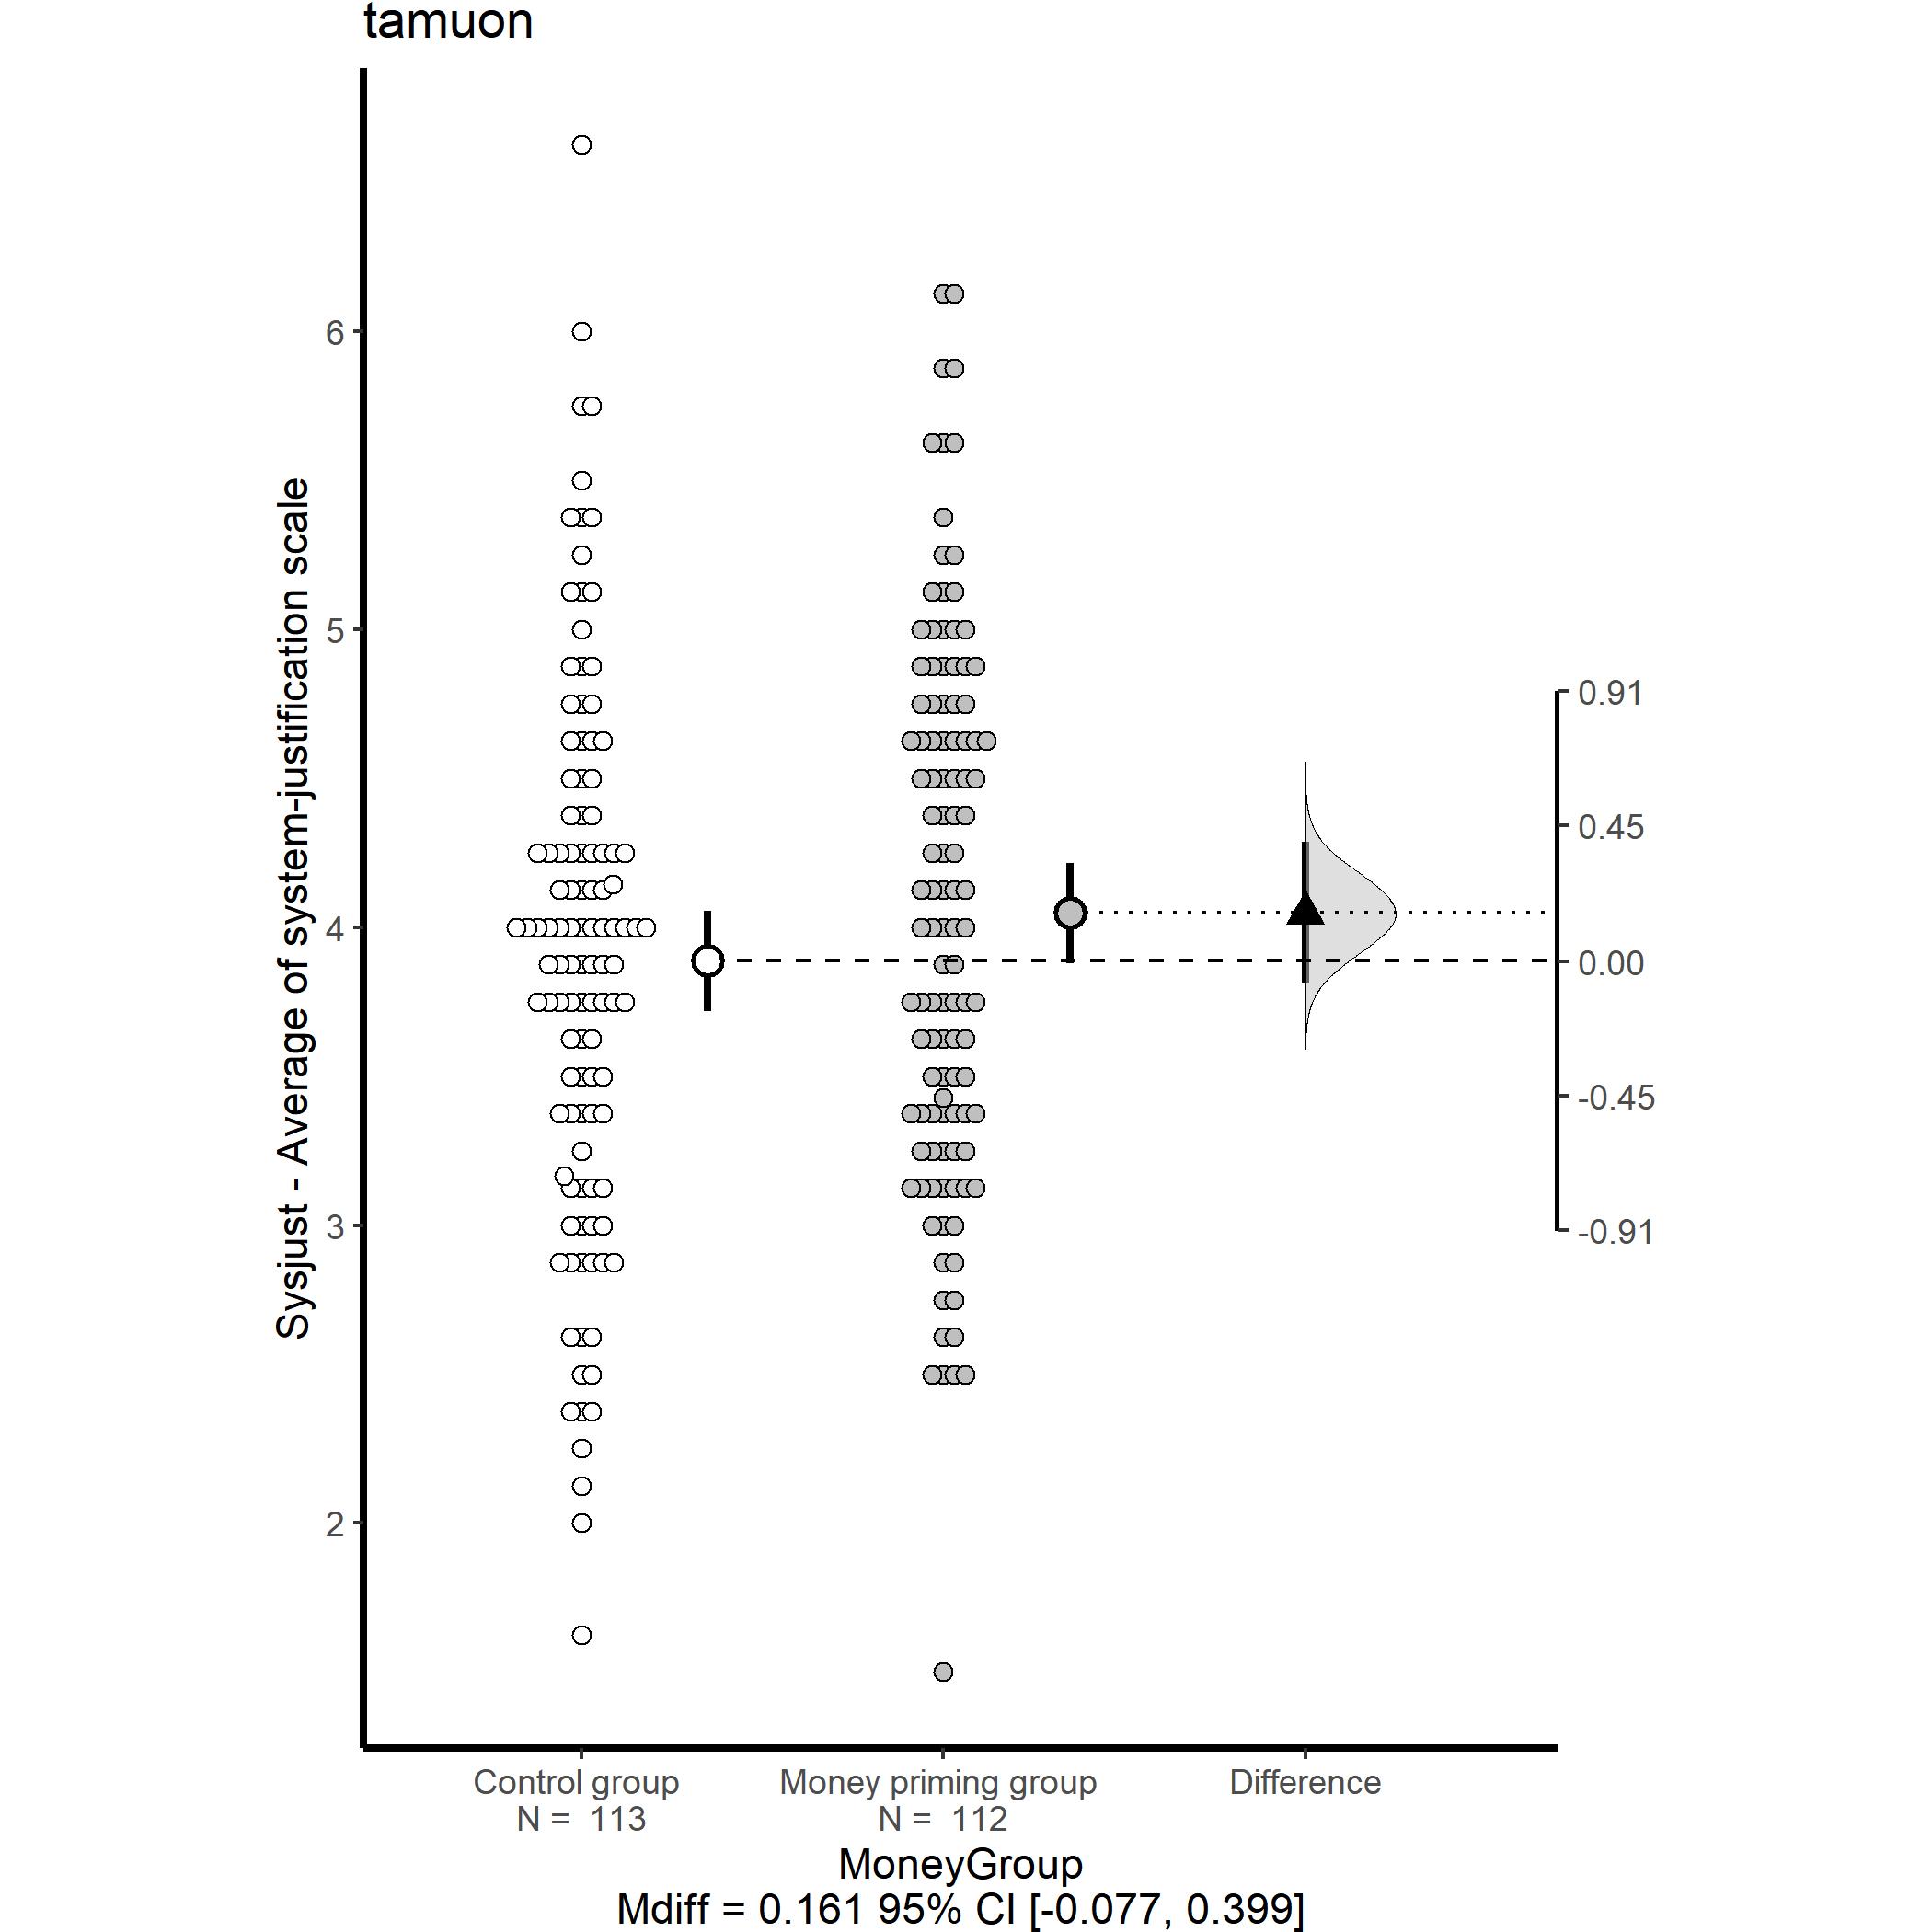 tamuon
Sysjust - Average of system-justification scale
6
5
4
3
2
0.91
0.45
0.00
-0.45
-0.91
Control group
N =  113
Money priming group
N =  112
Difference
MoneyGroup
Mdiff = 0.161 95% CI [-0.077, 0.399]